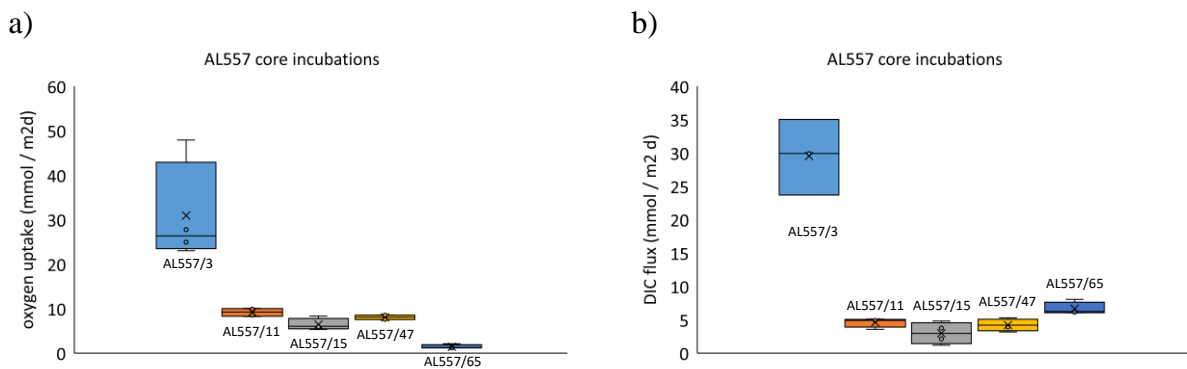 a)
AL557 core incubations
oxygen uptake (mmol / m2d)
60
50
40
30
20
10
0
AL557/3
AL557/11
AL557/15
AL557/47
AL557/65
b)
AL557 core incubations
DIC flux (mmol / m2 d)
40
35
30
25
20
15
10
5
0
AL557/3
AL557/11
AL557/15
AL557/47
AL557/65